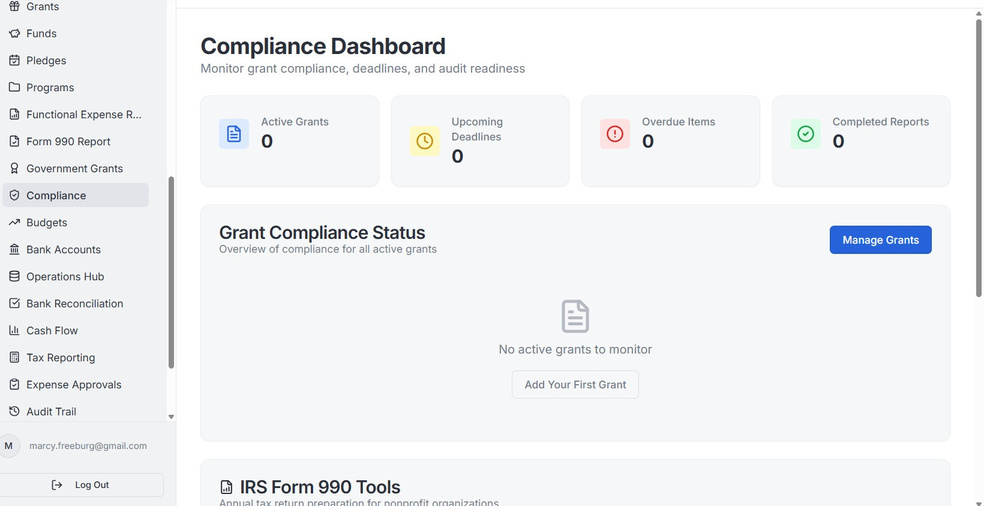 Grants
Funds
Pledges
Programs
Functional Expense R...
Form 990 Report
Government Grants
Compliance
Budgets
Bank Accounts
Operations Hub
Bank Reconciliation
Cash Flow
Tax Reporting
Expense Approvals
Audit Trail
M
marcy.freeburg@gmail.com
Log Out
Compliance Dashboard
Monitor grant compliance, deadlines, and audit readiness
Active Grants
0
Upcoming
Deadlines
0
Overdue Items
0
Completed Reports
0
Grant Compliance Status
Overview of compliance for all active grants
Manage Grants
No active grants to monitor
Add Your First Grant
IRS Form 990 Tools
Annual tax return preparation for nonprofit organizations